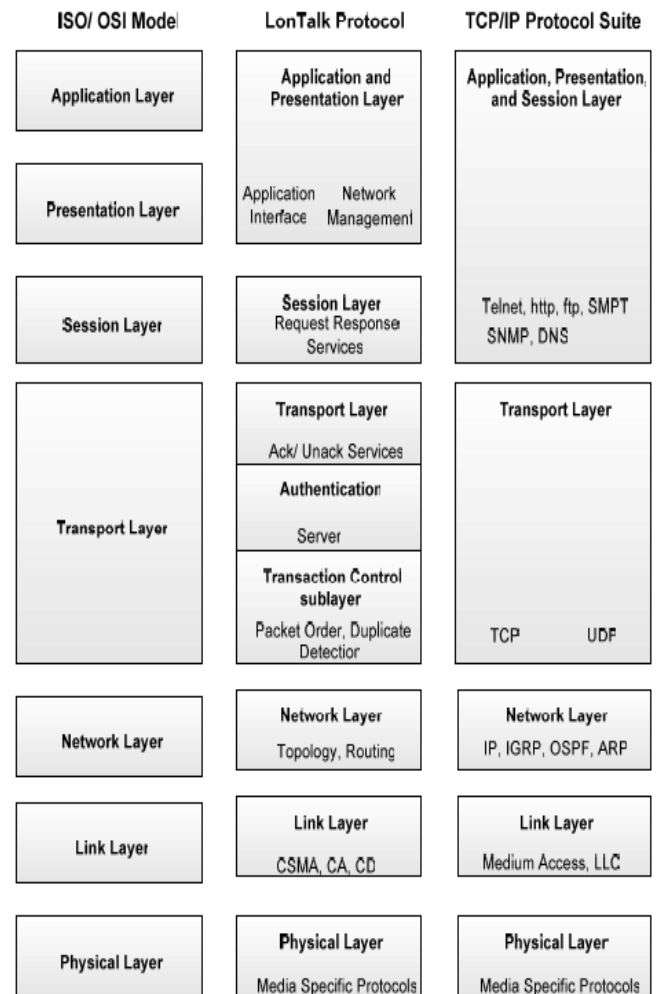 ISO/ OSI Model
LonTalk Protocol
TCP/IP Protocol Suite
Application Layer
Application and
Presentation Layer
Application, Presentation,
and Session Layer
Presentation Layer
Application
Interface
Network
Management
Session Layer
Session Layer
Request Response
Services
Telnet, http, ftp, SMPT
SNMP, DNS
Transport Layer
Transport Layer
Ack/ Unack Services
Authentication
Server
Transaction Control
sublayer
Packet Order, Duplicate
Detection
Transport Layer
TCP
UDF
Network Layer
Network Layer
Topology, Routing
Network Layer
IP, IGRP, OSPF, ARP
Link Layer
Link Layer
CSMA, CA, CD
Link Layer
Medium Access, LLC
Physical Layer
Physical Layer
Media Specific Protocols
Physical Layer
Media Specific Protocols